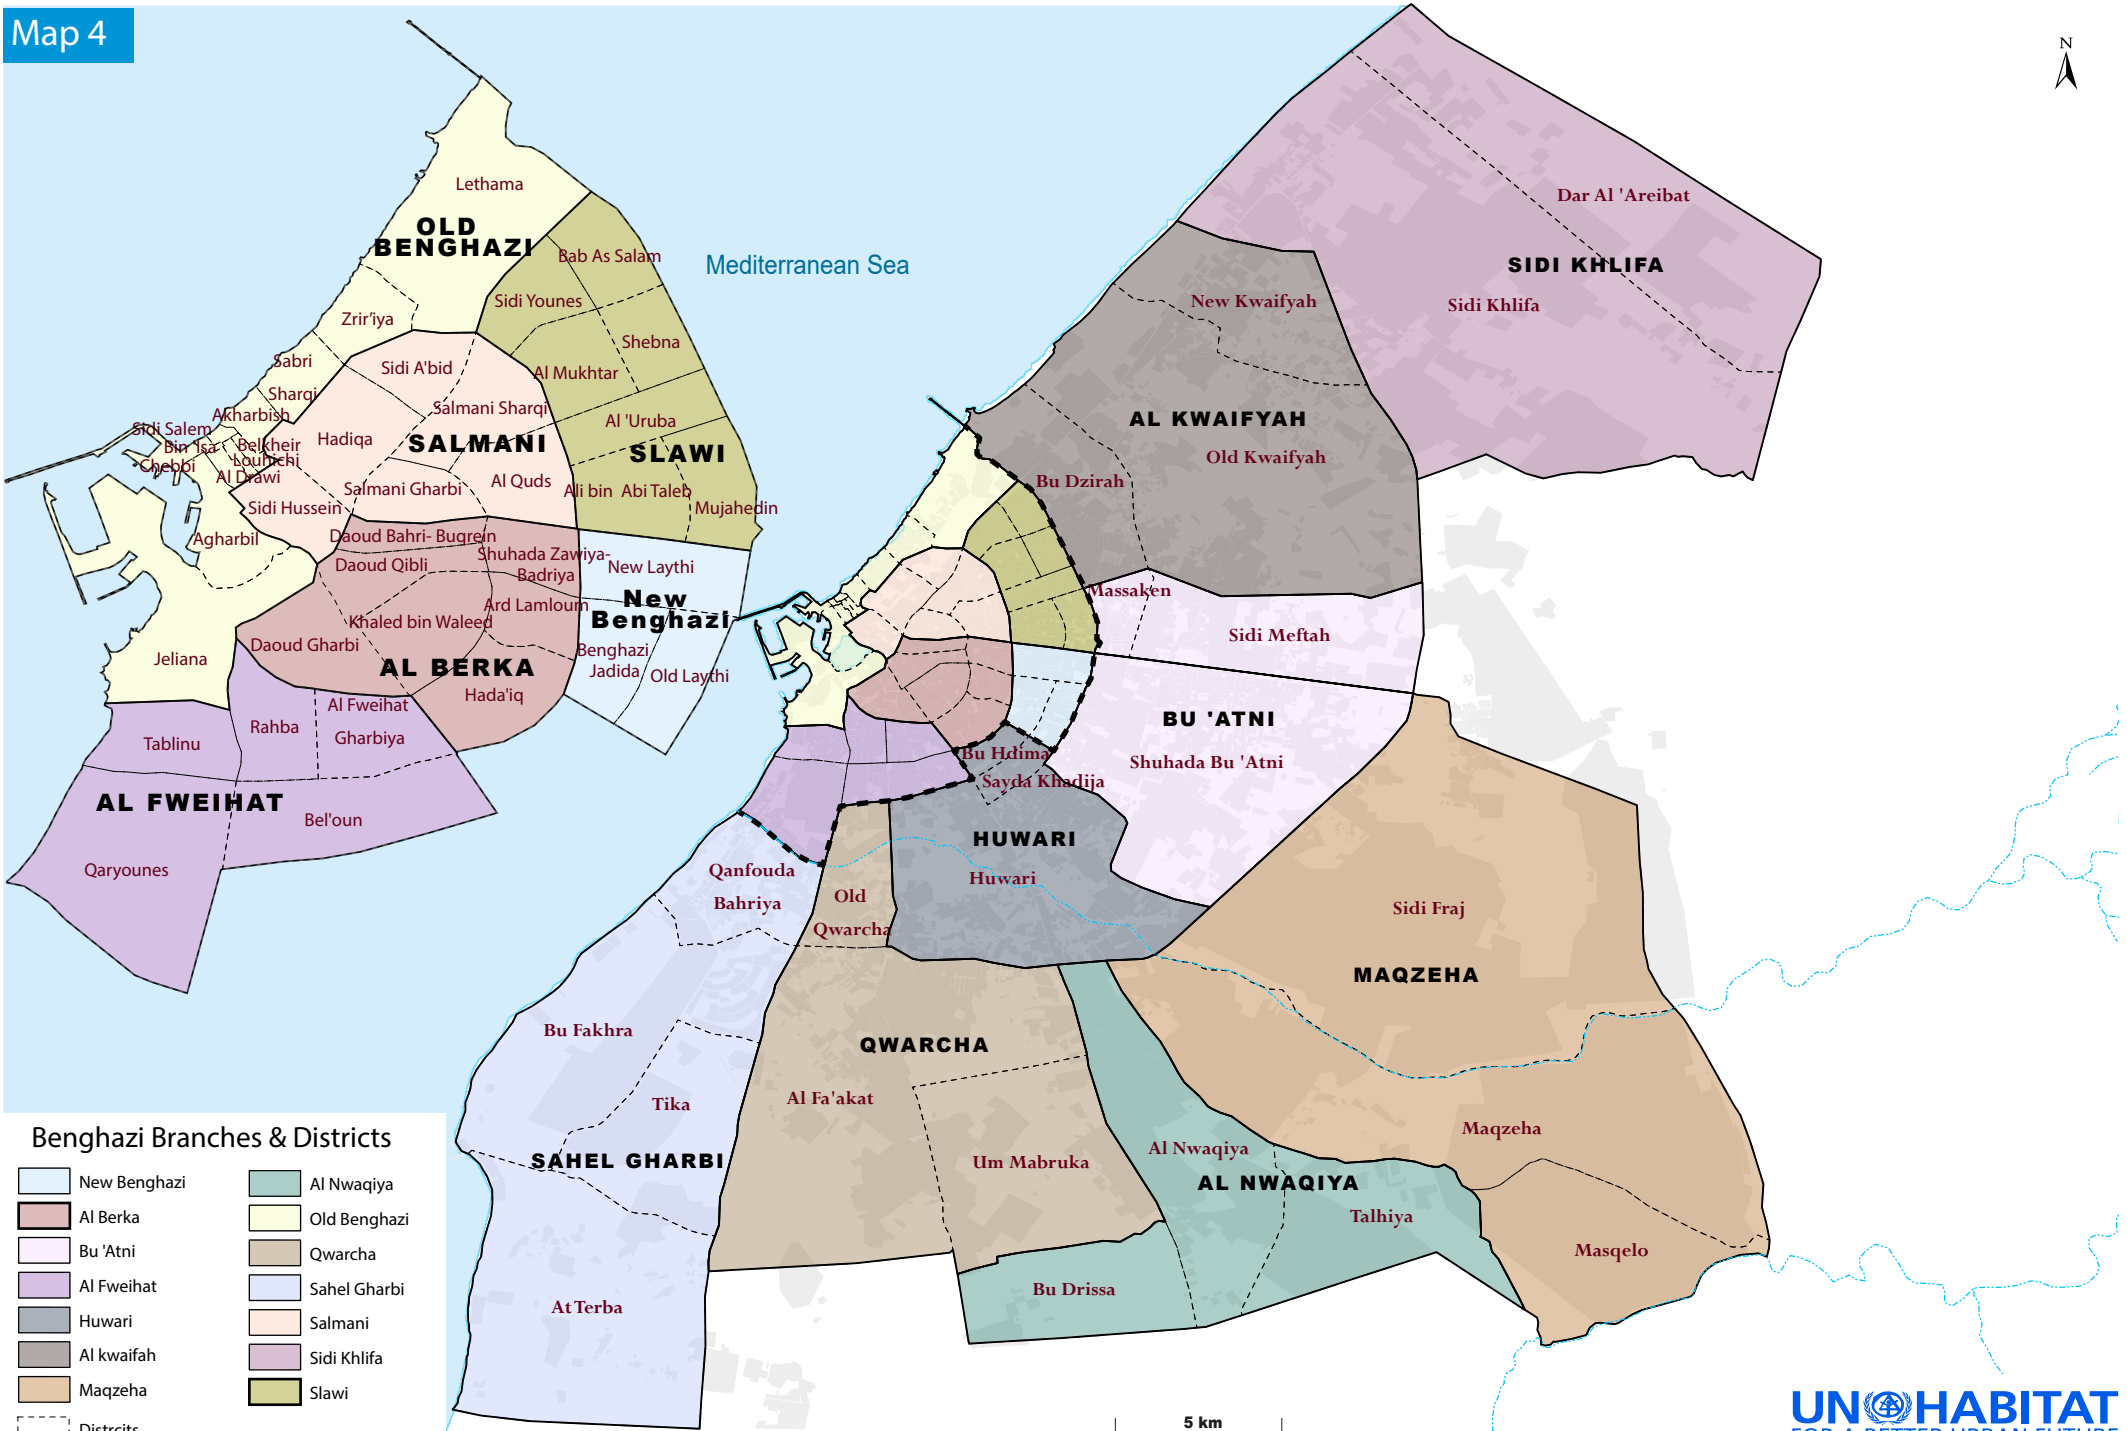 Map 4
N
Mediterranean Sea
Lethama
OLD
BENGHAZI
Bab As Salam
Sidi Younes
Zrir'iya
Shebna
Sabri
Sidi A'bid
Al Mukhtar
Sharqi
Akharbish
Salmani Sharqi
Al 'Uruba
Sidi Salem
Bin 'Isa
Belkheir
Hadiqa
SALMANI
SLAWI
Chebbi
Louhichi
Al Drawi
Salmani Gharbi
Al Quds
Ali bin Abi Taleb
Sidi Hussein
Mujahedin
Agharbil
Daoud Bahri- Buqrein
Daoud Qibli
Shuhada Zawiya-
Badriya
New Laythi
Ard Lamloum
New
Benghazi
Khaled bin Waleed
Daoud Gharbi
Benghazi
Jadida
Old Laythi
Jeliana
AL BERKA
Hada'iq
Al Fweihat
Gharbiya
Rahba
Tablinu
AL FWEIHAT
Bel'oun
Qaryounes
Dar Al 'Areibat
SIDI KHLIFA
Sidi Khlifa
New Kwaifyah
AL KWAIFYAH
Old Kwaifyah
Bu Dzirah
Massaken
Sidi Meftah
BU 'ATNI
Shuhada Bu 'Atni
Bu Hdima
Sayda Khadija
HUWARI
Huwari
Qanfouda
Bahriya
Old
Qwarcha
Sidi Fraj
MAQZEHA
Bu Fakhra
QWARCHA
Tika
Al Fa'akat
Maqzeha
SAHEL GHARBI
Um Mabruka
Al Nwaqiya
AL NWAQIYA
Talhiya
Masqelo
Bu Drissa
At Terba
Benghazi Branches & Districts
New Benghazi
Al Berka
Bu 'Atni
Al Fweihat
Huwari
Al kwaifah
Maqzeha
Distrcits
Al Nwaqiya
Old Benghazi
Qwarcha
Sahel Gharbi
Salmani
Sidi Khlifa
Slawi
5 km
UN HABITAT
FOR A BETTER URBAN FUTURE